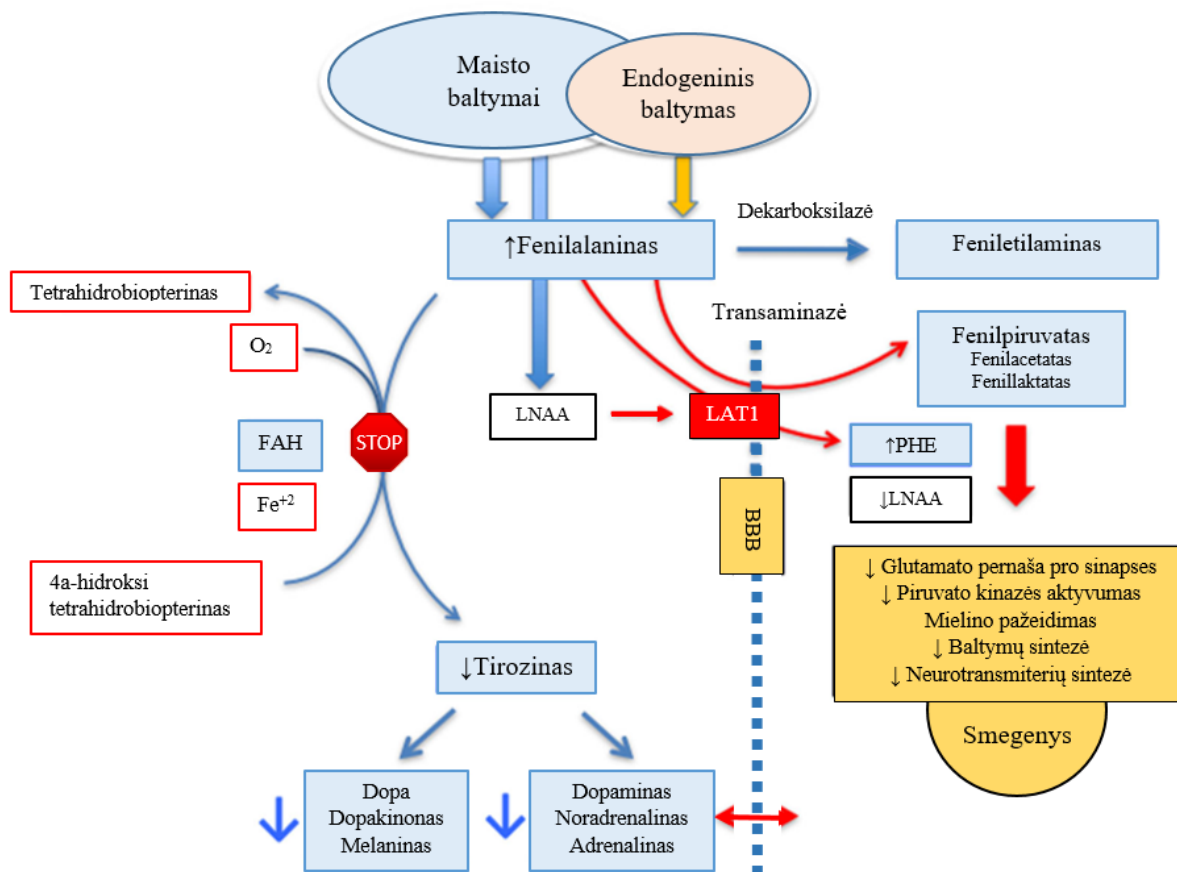 Maisto
baltymai
Endogeninis
baltymas
↑Fenilalaninas
Dekarboksilazė
Feniletilaminas
Tetrahidrobiopterinas
O₂
Transaminazė
Fenilpiruvatas
Fenilacetatas
Fenillaktatas
LNAA
LAT1
FAH
STOP
↑PHE
Fe⁺²
↓LNAA
BBB
4a-hidroksi
tetrahidrobiopterinas
↓ Glutamato pernaša pro sinapses
↓ Piruvato kinazės aktyvumas
Mielino pažeidimas
↓ Baltymų sintezė
↓ Neurotransmiterių sintezė
↓Tirozinas
Smegenys
Dopa
Dopakinonas
Melaninas
Dopaminas
Noradrenalinas
Adrenalinas